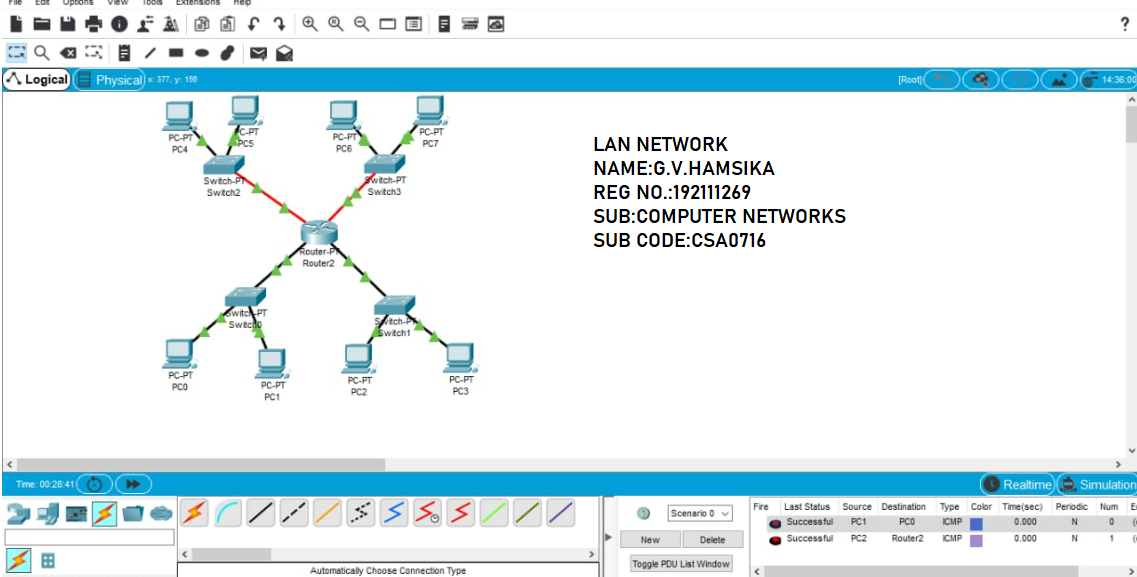 File Edit Options View Tools Extensions Help
?
Logical
Physical
x: 377, y: 156
[Root]
14:36:00
PC-PT
PC4
PC-PT
PC5
PC-PT
PC6
PC-PT
PC7
Switch-PT
Switch2
Switch-PT
Switch3
Router-PT
Router2
Switch-PT
Switch0
Switch-PT
Switch1
PC-PT
PC0
PC-PT
PC1
PC-PT
PC2
PC-PT
PC3
LAN NETWORK
NAME:G.V.HAMSIKA
REG NO.:192111269
SUB:COMPUTER NETWORKS
SUB CODE:CSA0716
Time: 00:28:41
Realtime
Simulation
Automatically Choose Connection Type
Scenario 0
New
Delete
Toggle PDU List Window
Fire Last Status Source Destination Type Color Time(sec) Periodic Num
Successful PC1 PC0 ICMP 0.000 N 0
Successful PC2 Router2 ICMP 0.000 N 1